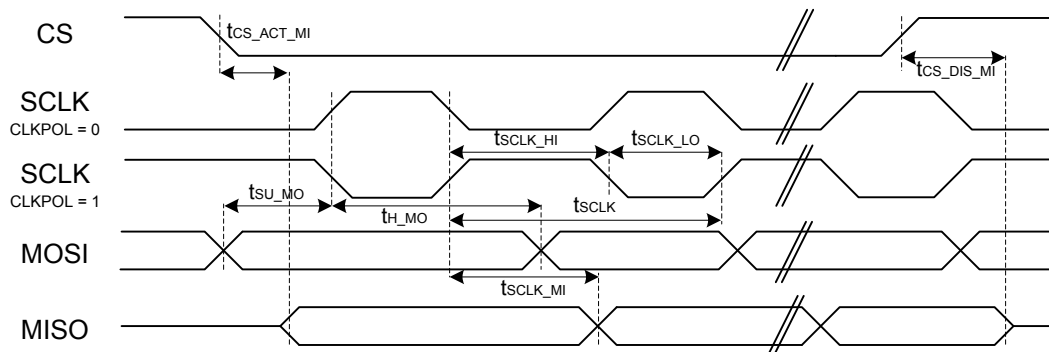 CS
tCS_ACT_MI
tCS_DIS_MI
SCLK
CLKPOL = 0
tSCLK_HI
tSCLK_LO
SCLK
CLKPOL = 1
tSU_MO
tH_MO
tSCLK
MOSI
tSCLK_MI
MISO